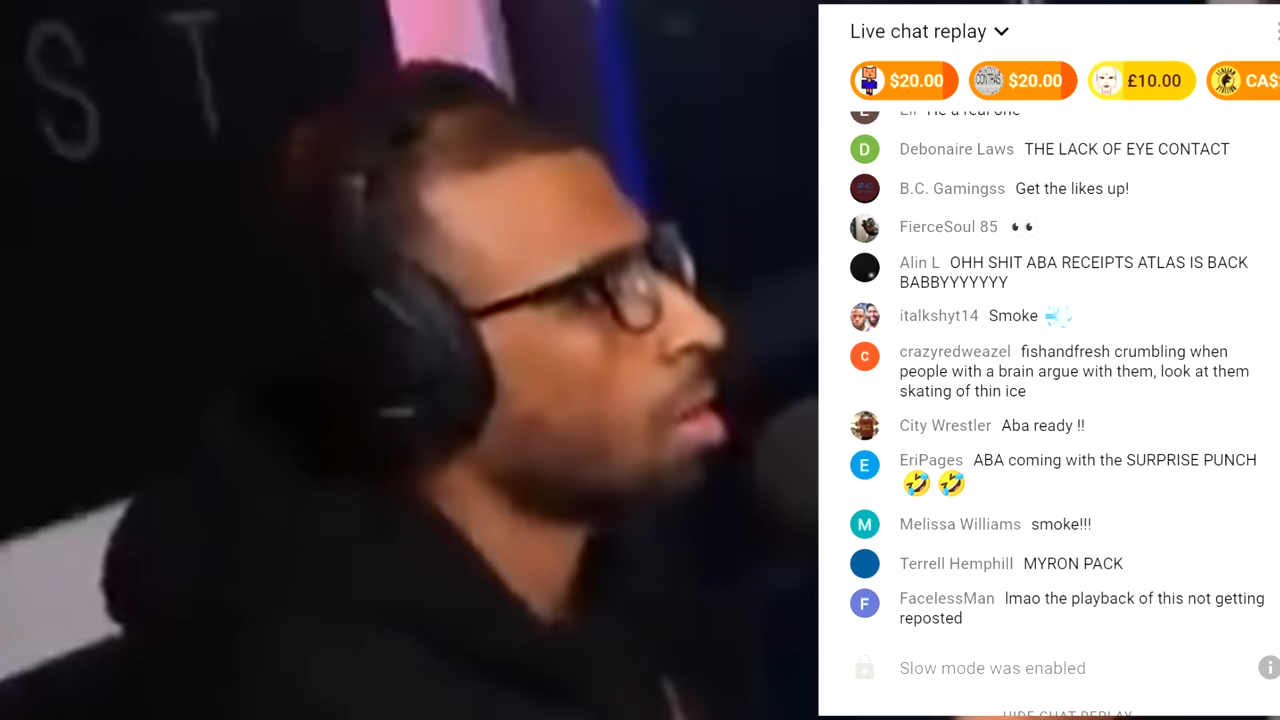 S T
Live chat replay
$20.00 $20.00 £10.00 CA$
Debonaire Laws THE LACK OF EYE CONTACT
B.C. Gamingss Get the likes up!
FierceSoul 85 👀
Alin L OHH SHIT ABA RECEIPTS ATLAS IS BACK
BABBYYYYYYY
italkshyt14 Smoke 💨
crazyredweazel fishandfresh crumbling when
people with a brain argue with them, look at them
skating of thin ice
City Wrestler Aba ready !!
EriPages ABA coming with the SURPRISE PUNCH
🤣 🤣
Melissa Williams smoke!!!
Terrell Hemphill MYRON PACK
FacelessMan lmao the playback of this not getting
reposted
Slow mode was enabled
HIDE CHAT REPLAY